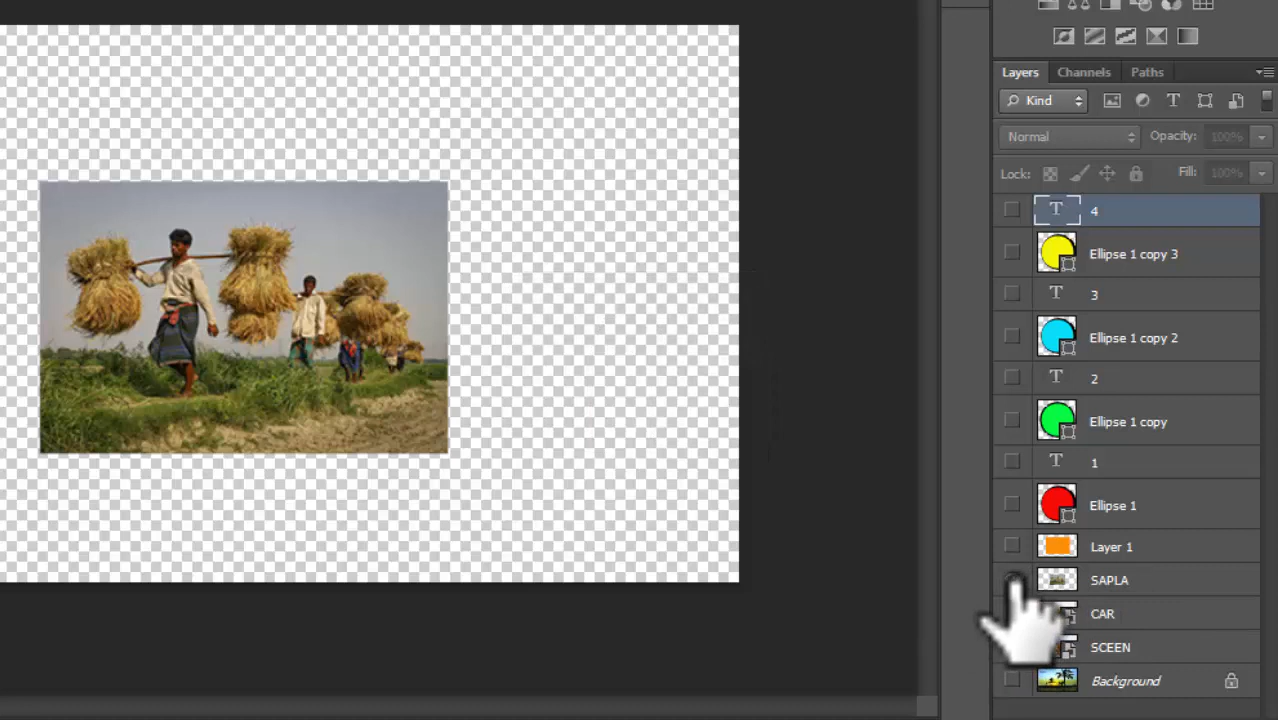 Layers Channels Paths
Kind T
Normal Opacity: 100%
Lock: Fill: 100%
T 4
Ellipse 1 copy 3
T 3
Ellipse 1 copy 2
T 2
Ellipse 1 copy
T 1
Ellipse 1
Layer 1
SAPLA
CAR
SCEEN
Background